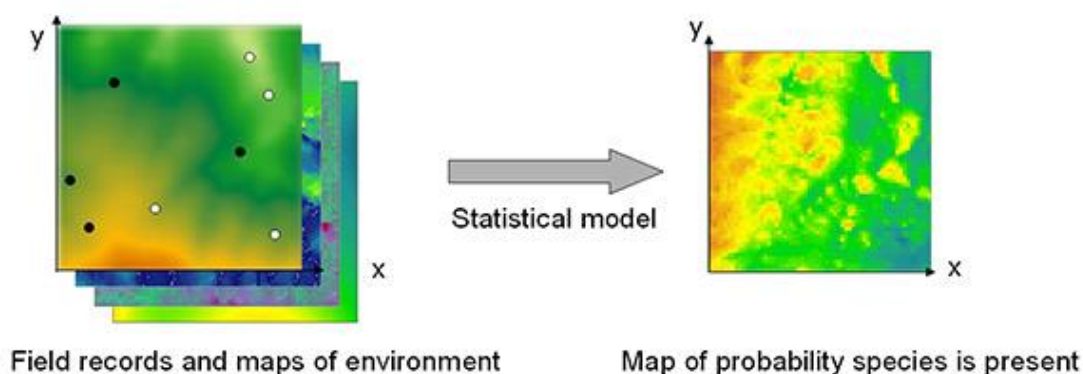 y
y
x
Statistical model
x
Field records and maps of environment
Map of probability species is present